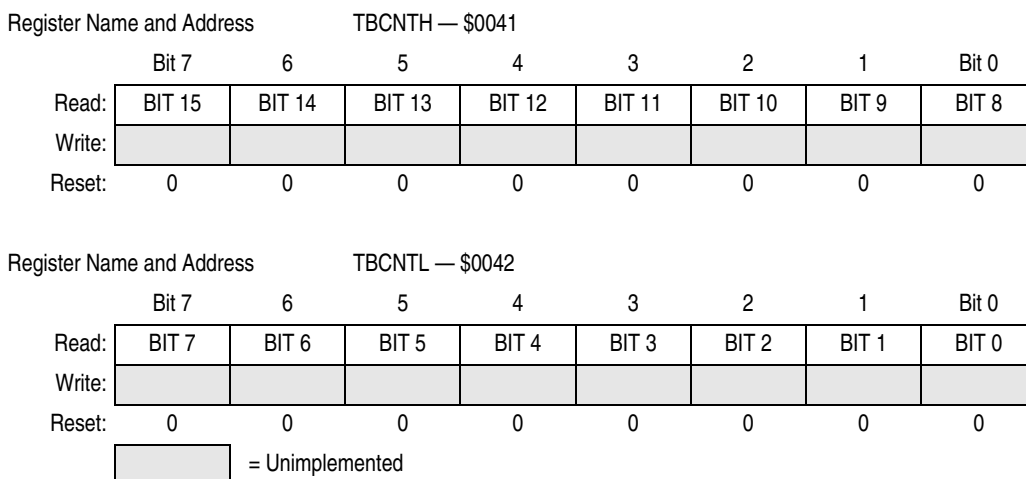 Register Name and Address TBCNTH — $0041
Bit 7 6 5 4 3 2 1 Bit 0
Read: BIT 15 BIT 14 BIT 13 BIT 12 BIT 11 BIT 10 BIT 9 BIT 8
Write:
Reset: 0 0 0 0 0 0 0 0
Register Name and Address TBCNTL — $0042
Bit 7 6 5 4 3 2 1 Bit 0
Read: BIT 7 BIT 6 BIT 5 BIT 4 BIT 3 BIT 2 BIT 1 BIT 0
Write:
Reset: 0 0 0 0 0 0 0 0
= Unimplemented